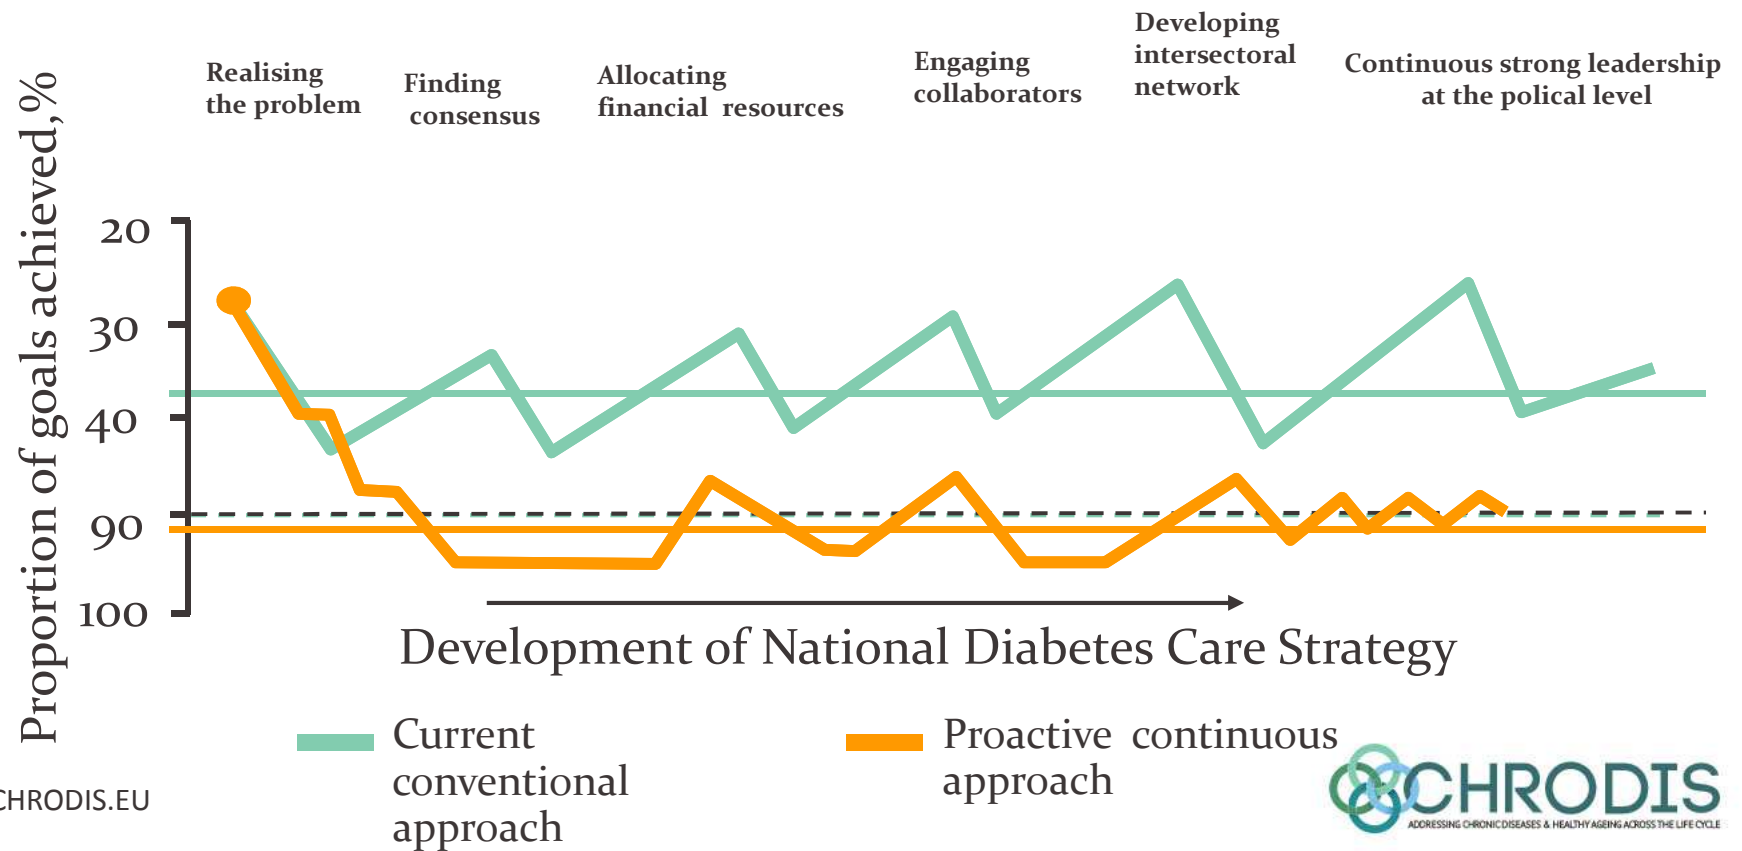 Realising
the problem
Finding
consensus
Allocating
financial resources
Engaging
collaborators
Developing
intersectoral
network
Continuous strong leadership
at the polical level
Proportion of goals achieved,%
20
30
40
90
100
Development of National Diabetes Care Strategy
Current
conventional
approach
Proactive continuous
approach
CHRODIS.EU
CHRODIS
ADDRESSING CHRONIC DISEASES & HEALTHY AGEING ACROSS THE LIFE CYCLE